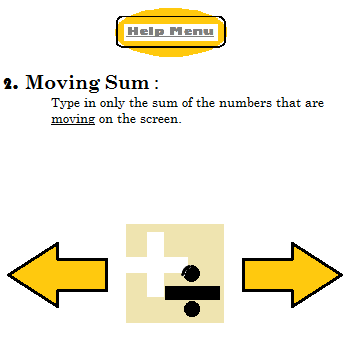 Help Menu
2. Moving Sum :
Type in only the sum of the numbers that are
moving on the screen.